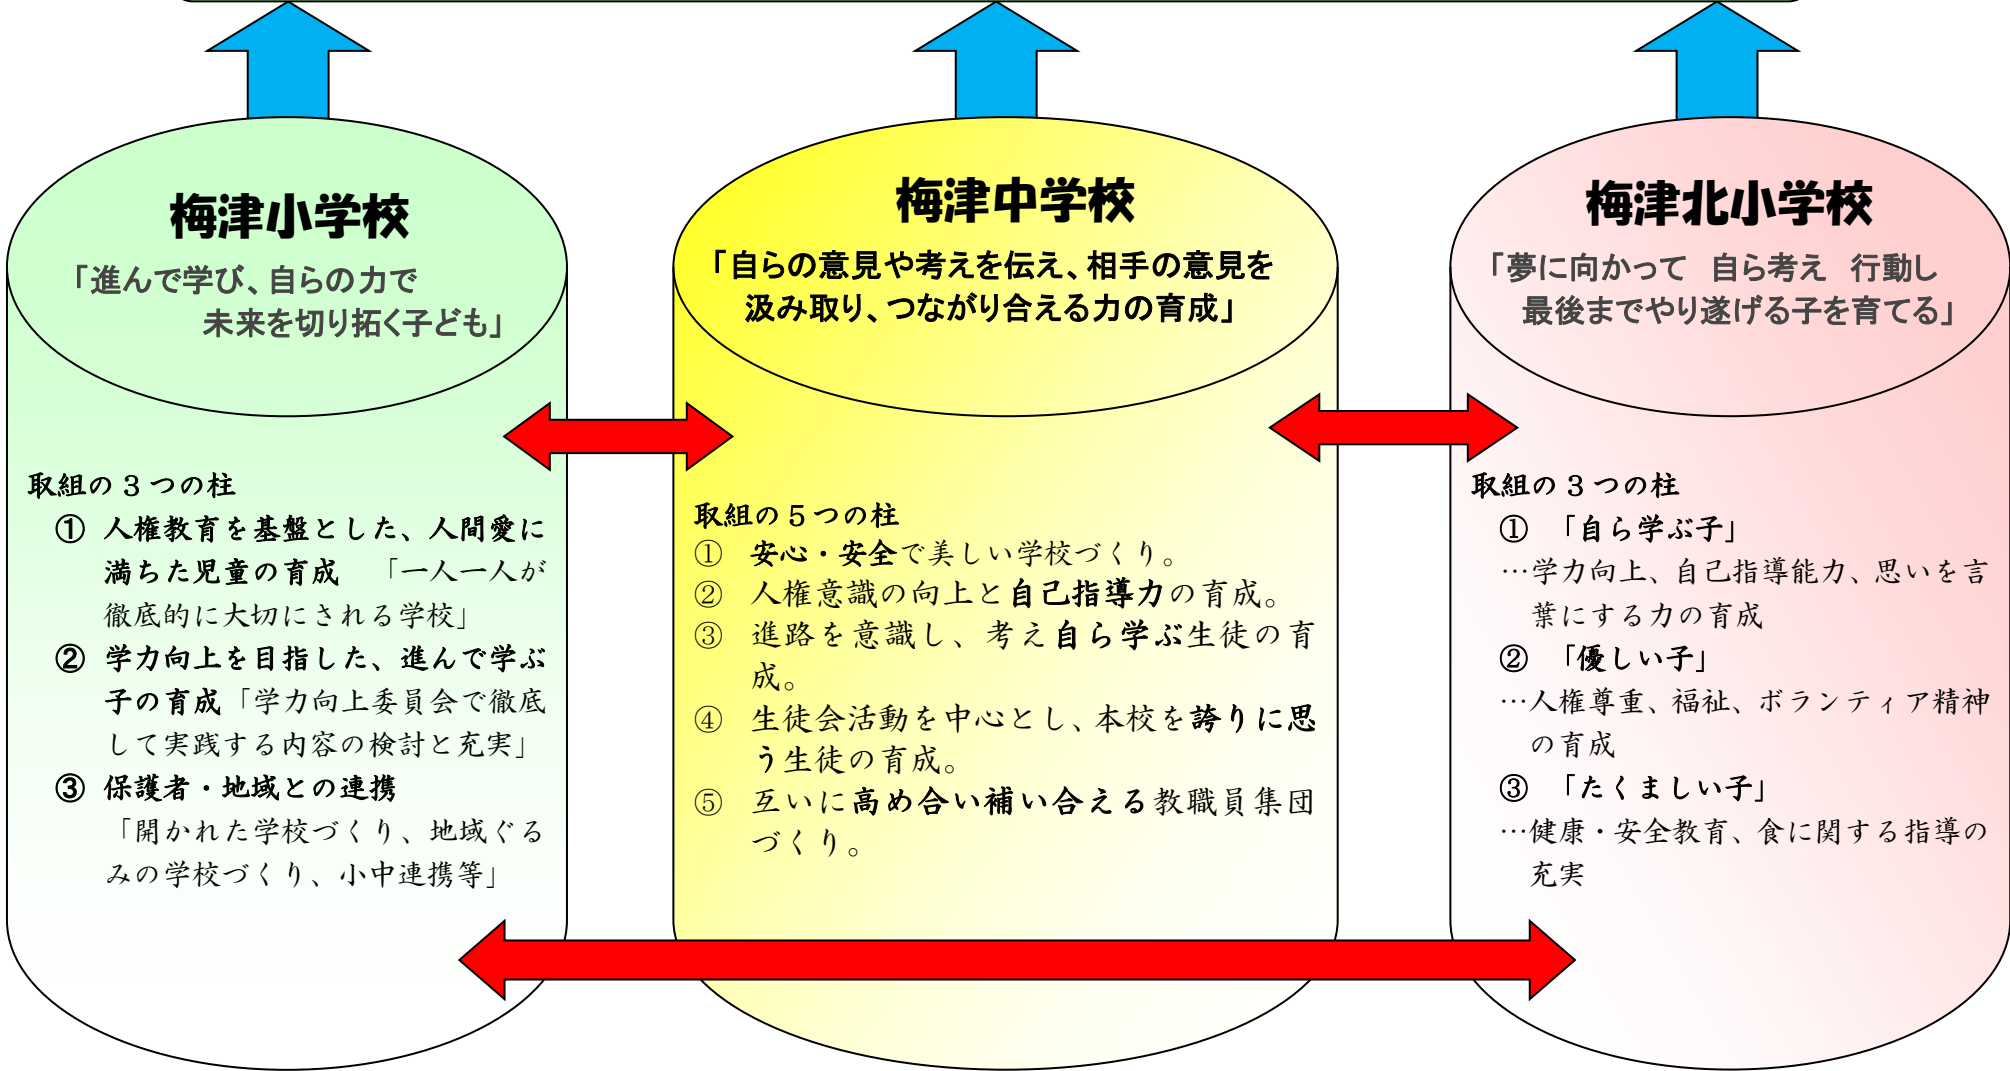 梅津小学校
「進んで学び、自らの力で
未来を切り拓く子ども」
取組の3つの柱
① 人権教育を基盤とした、人間愛に
満ちた児童の育成　「一人一人が
徹底的に大切にされる学校」
② 学力向上を目指した、進んで学ぶ
子の育成「学力向上委員会で徹底
して実践する内容の検討と充実」
③ 保護者・地域との連携
「開かれた学校づくり、地域ぐる
みの学校づくり、小中連携等」
梅津中学校
「自らの意見や考えを伝え、相手の意見を
汲み取り、つながり合える力の育成」
取組の5つの柱
① 安心・安全で美しい学校づくり。
② 人権意識の向上と自己指導力の育成。
③ 進路を意識し、考え自ら学ぶ生徒の育
成。
④ 生徒会活動を中心とし、本校を誇りに思
う生徒の育成。
⑤ 互いに高め合い補い合える教職員集団
づくり。
梅津北小学校
「夢に向かって　自ら考え　行動し
最後までやり遂げる子を育てる」
取組の3つの柱
① 「自ら学ぶ子」
…学力向上、自己指導能力、思いを言
葉にする力の育成
② 「優しい子」
…人権尊重、福祉、ボランティア精神
の育成
③ 「たくましい子」
…健康・安全教育、食に関する指導の
充実